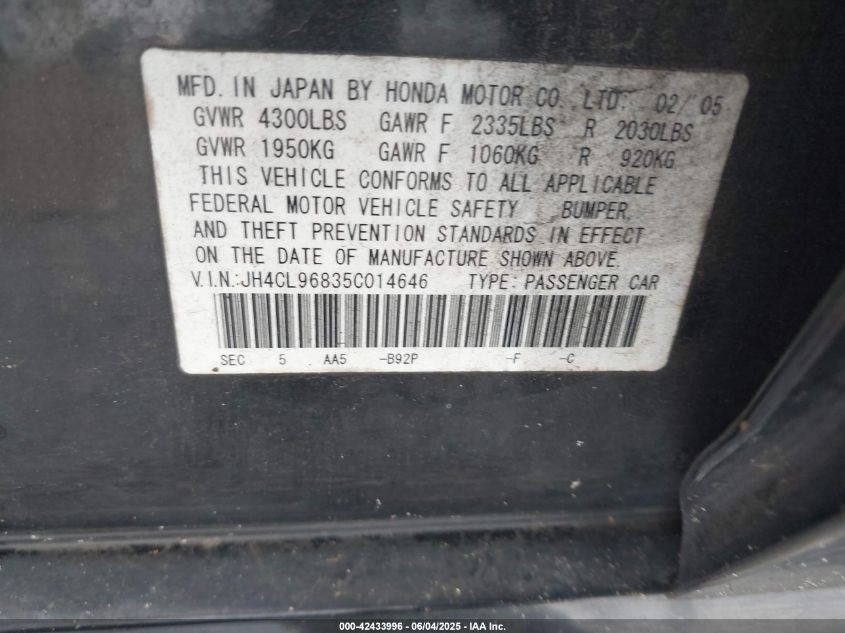 MFD. IN JAPAN BY HONDA MOTOR CO., LTD. 02/05
GVWR 4300LBS GAWR F 2335LBS R 2030LBS
GVWR 1950KG GAWR F 1060KG R 920KG
THIS VEHICLE CONFORMS TO ALL APPLICABLE
FEDERAL MOTOR VEHICLE SAFETY BUMPER,
AND THEFT PREVENTION STANDARDS IN EFFECT
ON THE DATE OF MANUFACTURE SHOWN ABOVE.
V.I.N.:JH4CL96835C014646 TYPE: PASSENGER CAR
SEC 5 AA5 -B92P -F -C
000-42433996 - 06/04/2025 - IAA Inc.